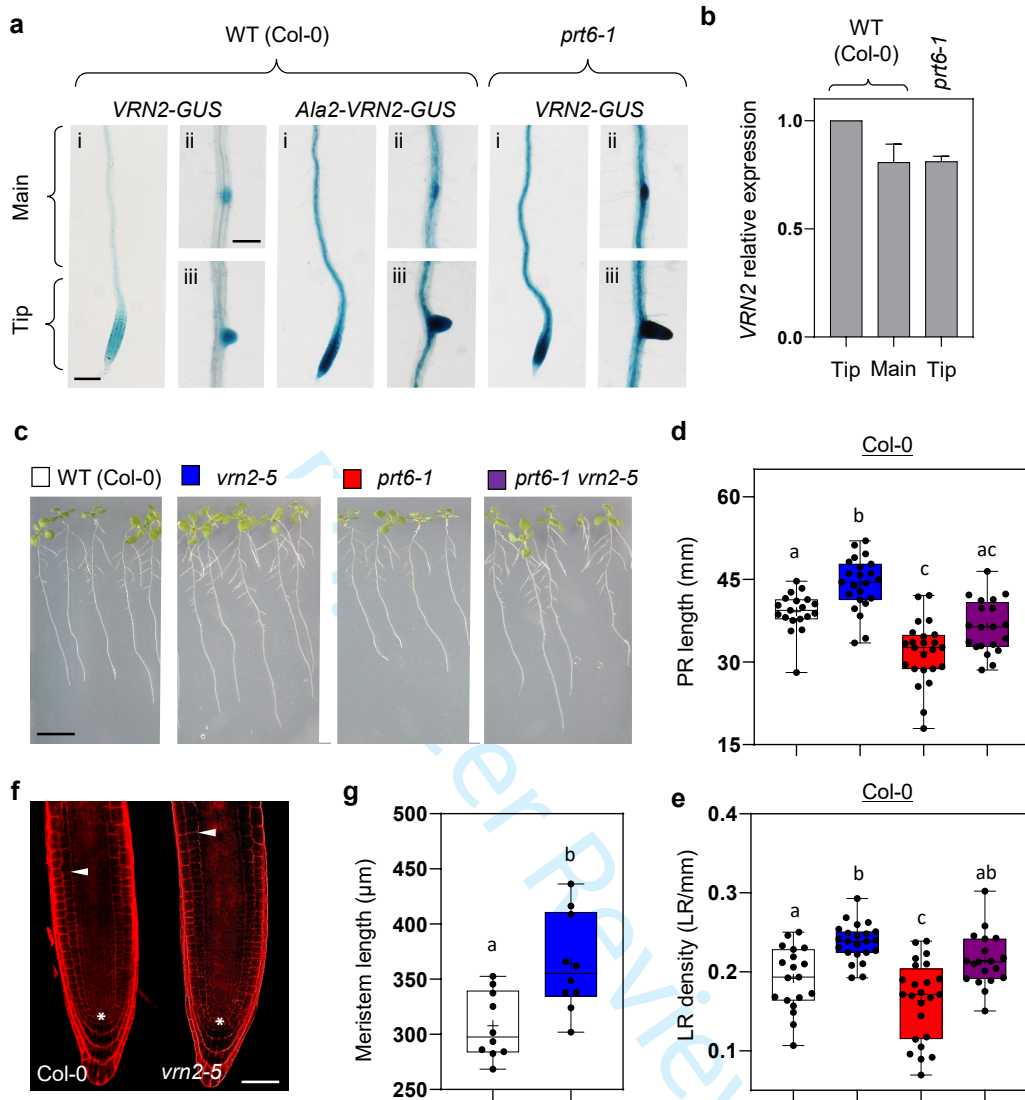 a
WT (Col-0)
prt6-1
VRN2-GUS
Ala2-VRN2-GUS
VRN2-GUS
Main
Tip
i
ii
iii
i
ii
iii
i
ii
iii
b
WT
(Col-0)
prt6-1
VRN2 relative expression
1.0
0.5
0.0
Tip Main Tip
c
WT (Col-0)
vrn2-5
prt6-1
prt6-1 vrn2-5
d
Col-0
PR length (mm)
60
45
30
15
a
b
c
ac
f
Col-0
vrn2-5
*
*
g
Meristem length (µm)
500
450
400
350
300
250
a
b
e
Col-0
LR density (LR/mm)
0.4
0.3
0.2
0.1
a
b
c
ab
er Review